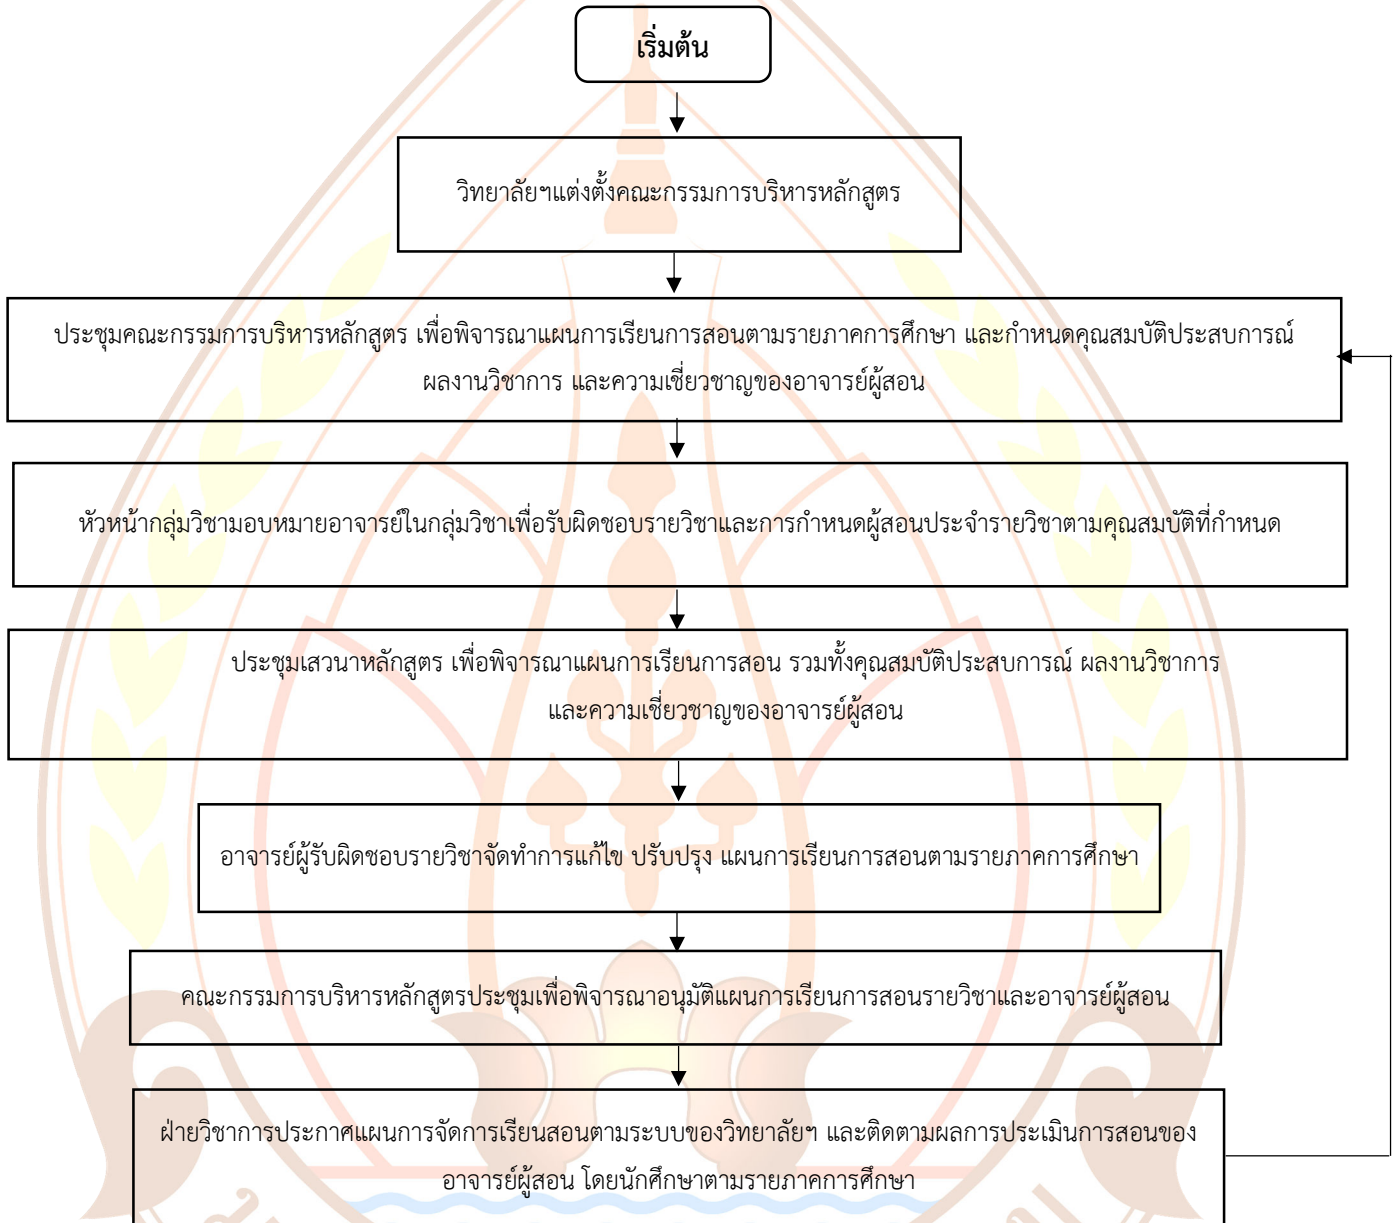 เริ่มต้น
วิทยาลัยฯแต่งตั้งคณะกรรมการบริหารหลักสูตร
ประชุมคณะกรรมการบริหารหลักสูตร เพื่อพิจารณาแผนการเรียนการสอนตามรายภาคการศึกษา และกำหนดคุณสมบัติประสบการณ์
ผลงานวิชาการ และความเชี่ยวชาญของอาจารย์ผู้สอน
หัวหน้ากลุ่มวิชามอบหมายอาจารย์ในกลุ่มวิชาเพื่อรับผิดชอบรายวิชาและการกำหนดผู้สอนประจำรายวิชาตามคุณสมบัติที่กำหนด
ประชุมเสวนาหลักสูตร เพื่อพิจารณาแผนการเรียนการสอน รวมทั้งคุณสมบัติประสบการณ์ ผลงานวิชาการ
และความเชี่ยวชาญของอาจารย์ผู้สอน
อาจารย์ผู้รับผิดชอบรายวิชาจัดทำการแก้ไข ปรับปรุง แผนการเรียนการสอนตามรายภาคการศึกษา
คณะกรรมการบริหารหลักสูตรประชุมเพื่อพิจารณาอนุมัติแผนการเรียนการสอนรายวิชาและอาจารย์ผู้สอน
ฝ่ายวิชาการประกาศแผนการจัดการเรียนสอนตามระบบของวิทยาลัยฯ และติดตามผลการประเมินการสอนของ
อาจารย์ผู้สอน โดยนักศึกษาตามรายภาคการศึกษา